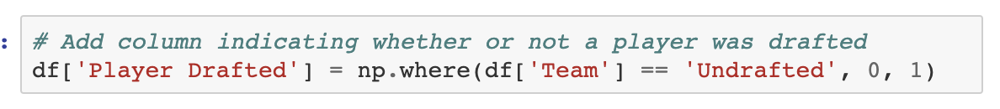 :
# Add column indicating whether or not a player was drafted
df['Player Drafted'] = np.where(df['Team'] == 'Undrafted', 0, 1)